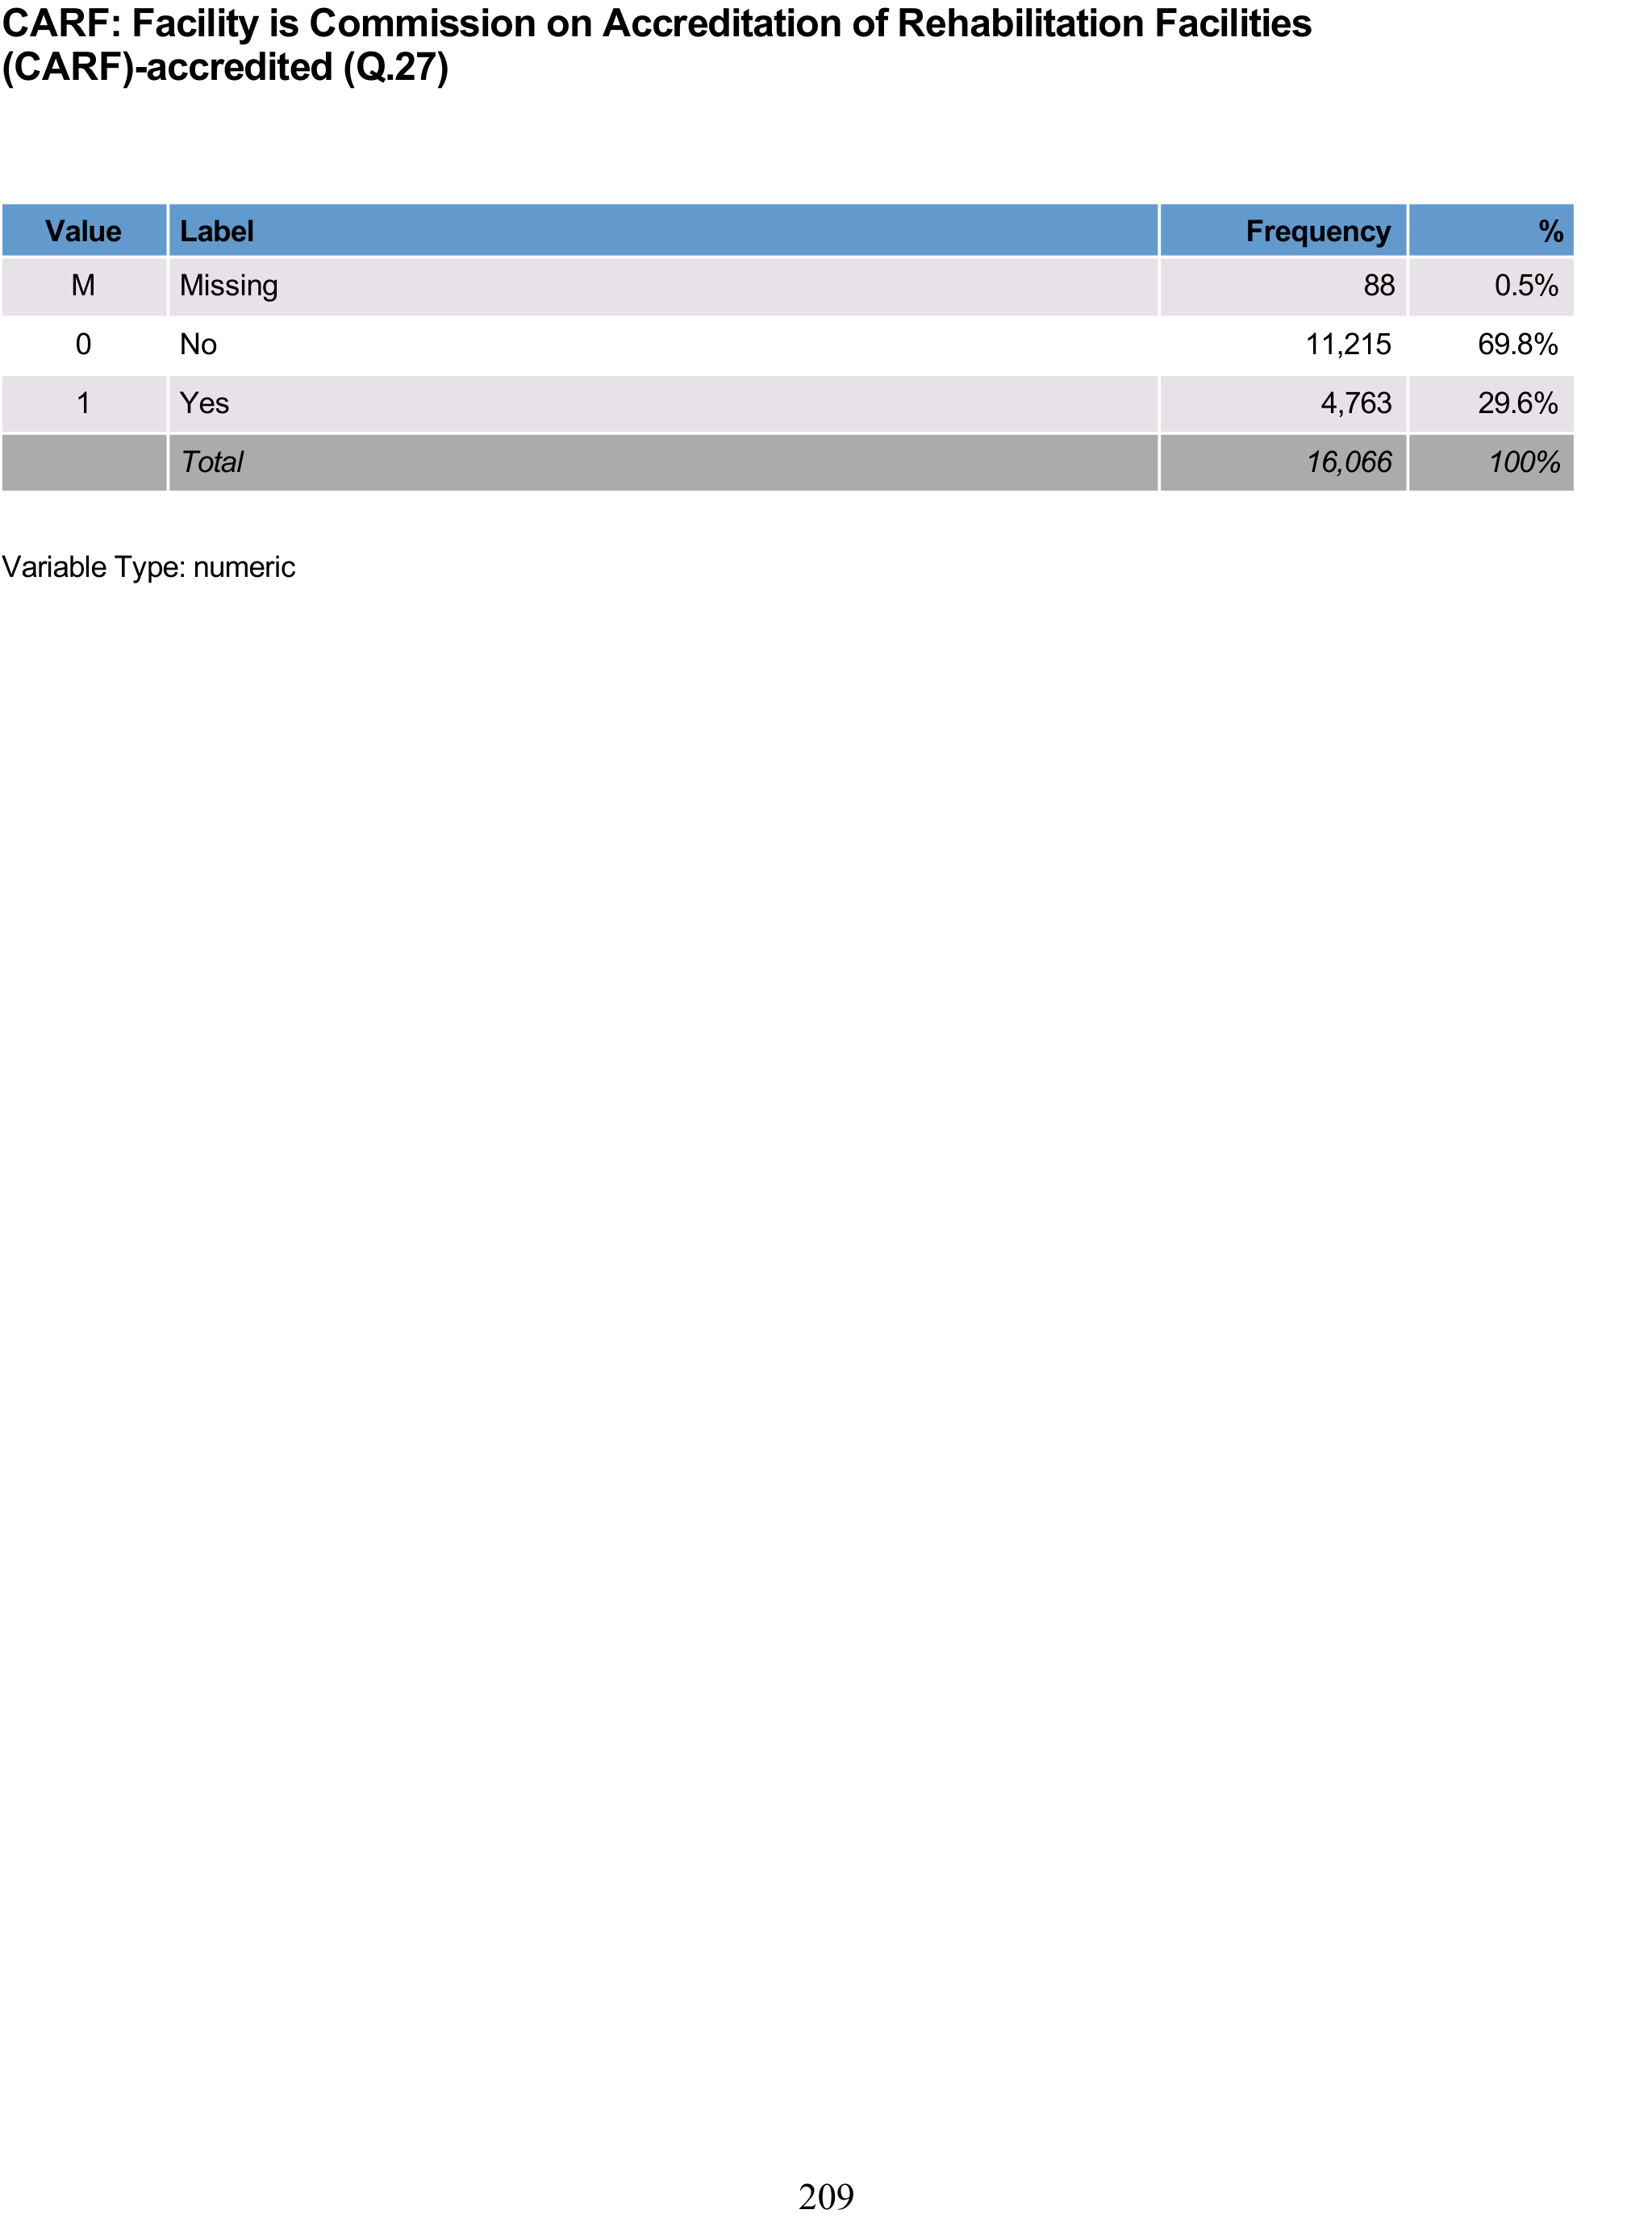 CARF: Facility is Commission on Accreditation of Rehabilitation Facilities
(CARF)-accredited (Q.27)
Value Label Frequency %
M Missing 88 0.5%
0 No 11,215 69.8%
1 Yes 4,763 29.6%
Total 16,066 100%
Variable Type: numeric
209